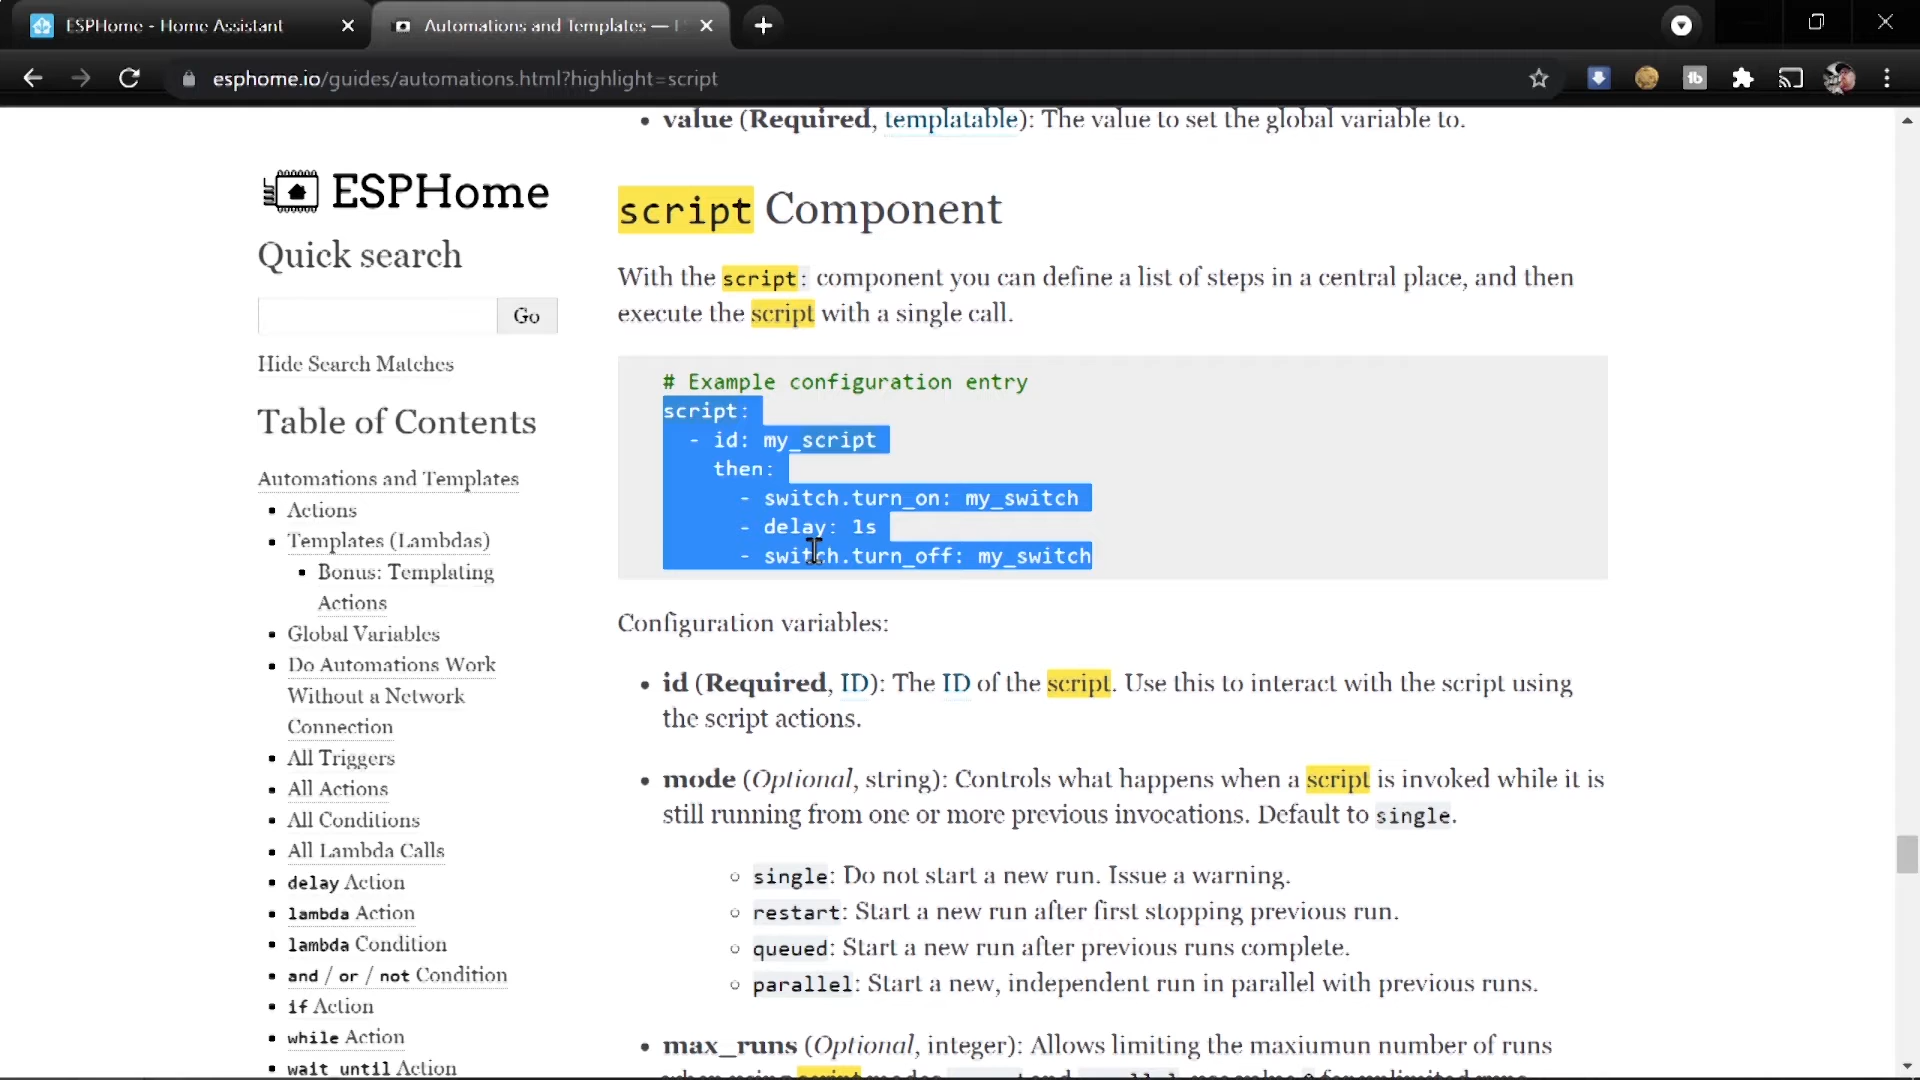 ESPHome - Home Assistant
Automations and Templates —
esphome.io/guides/automations.html?highlight=script
value (Required, templatable): The value to set the global variable to.
ESPHome
Quick search
Go
Hide Search Matches
Table of Contents
Automations and Templates
Actions
Templates (Lambdas)
Bonus: Templating
Actions
Global Variables
Do Automations Work
Without a Network
Connection
All Triggers
All Actions
All Conditions
All Lambda Calls
delay Action
lambda Action
lambda Condition
and / or / not Condition
if Action
while Action
wait until Action
script Component
With the script: component you can define a list of steps in a central place, and then
execute the script with a single call.
# Example configuration entry
script:
- id: my_script
then:
- switch.turn_on: my_switch
- delay: 1s
- switch.turn_off: my_switch
Configuration variables:
id (Required, ID): The ID of the script. Use this to interact with the script using
the script actions.
mode (Optional, string): Controls what happens when a script is invoked while it is
still running from one or more previous invocations. Default to single.
single: Do not start a new run. Issue a warning.
restart: Start a new run after first stopping previous run.
queued: Start a new run after previous runs complete.
parallel: Start a new, independent run in parallel with previous runs.
max_runs (Optional, integer): Allows limiting the maxiumun number of runs